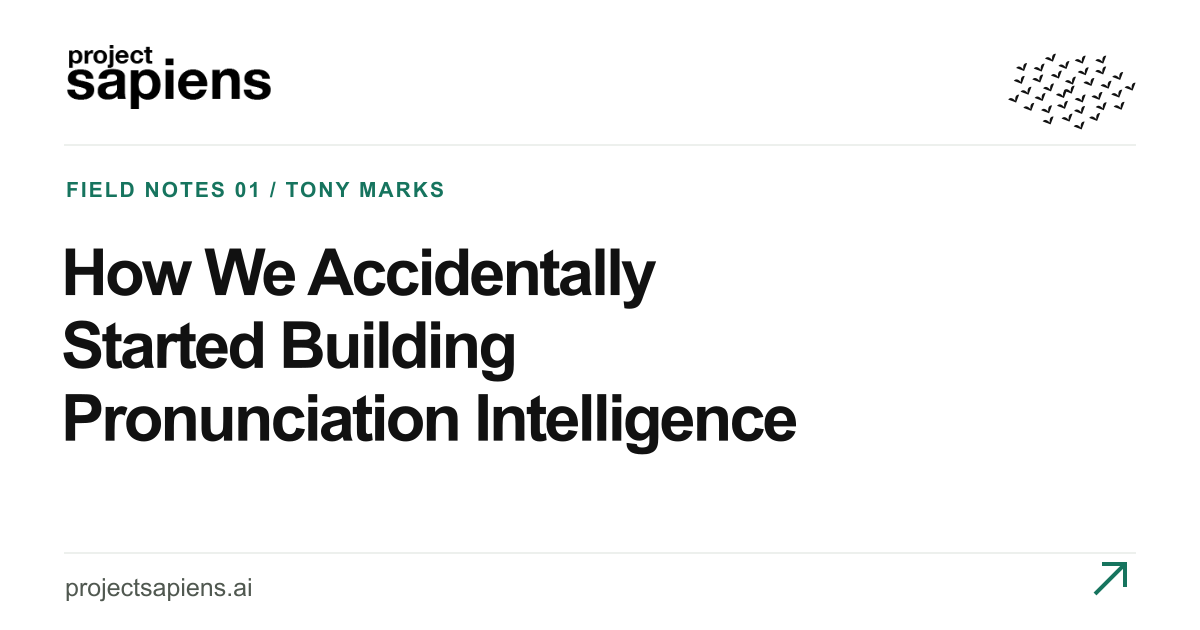 project
sapiens
FIELD NOTES 01 / TONY MARKS
How We Accidentally
Started Building
Pronunciation Intelligence
projectsapiens.ai